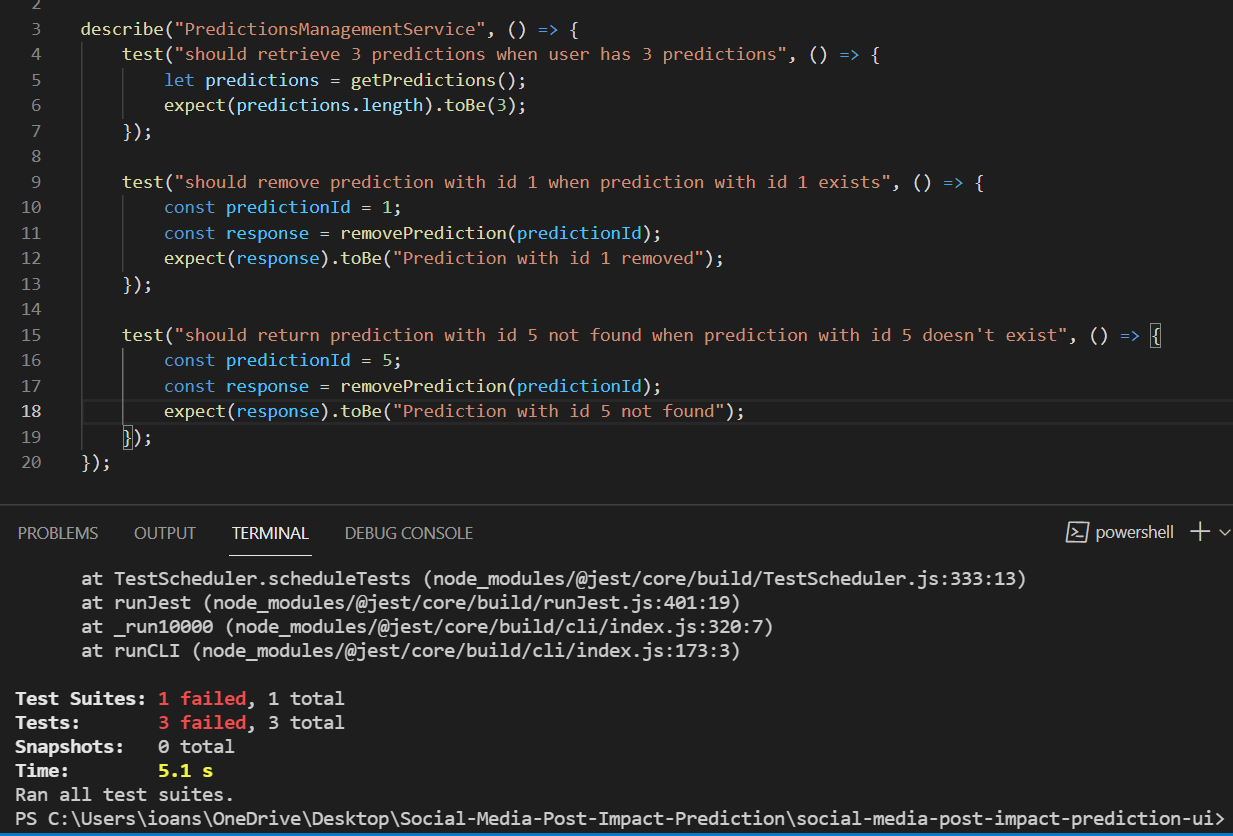 2
3 describe("PredictionsManagementService", () => {
4 test("should retrieve 3 predictions when user has 3 predictions", () => {
5 let predictions = getPredictions();
6 expect(predictions.length).toBe(3);
7 });
8
9 test("should remove prediction with id 1 when prediction with id 1 exists", () => {
10 const predictionId = 1;
11 const response = removePrediction(predictionId);
12 expect(response).toBe("Prediction with id 1 removed");
13 });
14
15 test("should return prediction with id 5 not found when prediction with id 5 doesn't exist", () => {
16 const predictionId = 5;
17 const response = removePrediction(predictionId);
18 expect(response).toBe("Prediction with id 5 not found");
19 });
20 });
PROBLEMS OUTPUT TERMINAL DEBUG CONSOLE powershell
at TestScheduler.scheduleTests (node_modules/@jest/core/build/TestScheduler.js:333:13)
at runJest (node_modules/@jest/core/build/runJest.js:401:19)
at _run10000 (node_modules/@jest/core/build/cli/index.js:320:7)
at runCLI (node_modules/@jest/core/build/cli/index.js:173:3)
Test Suites: 1 failed, 1 total
Tests: 3 failed, 3 total
Snapshots: 0 total
Time: 5.1 s
Ran all test suites.
PS C:\Users\ioans\OneDrive\Desktop\Social-Media-Post-Impact-Prediction\social-media-post-impact-prediction-ui>